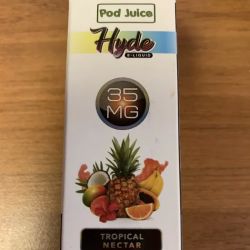 Pod Juice
Hyde
E-LIQUID
35
MG
TROPICAL
NECTAR